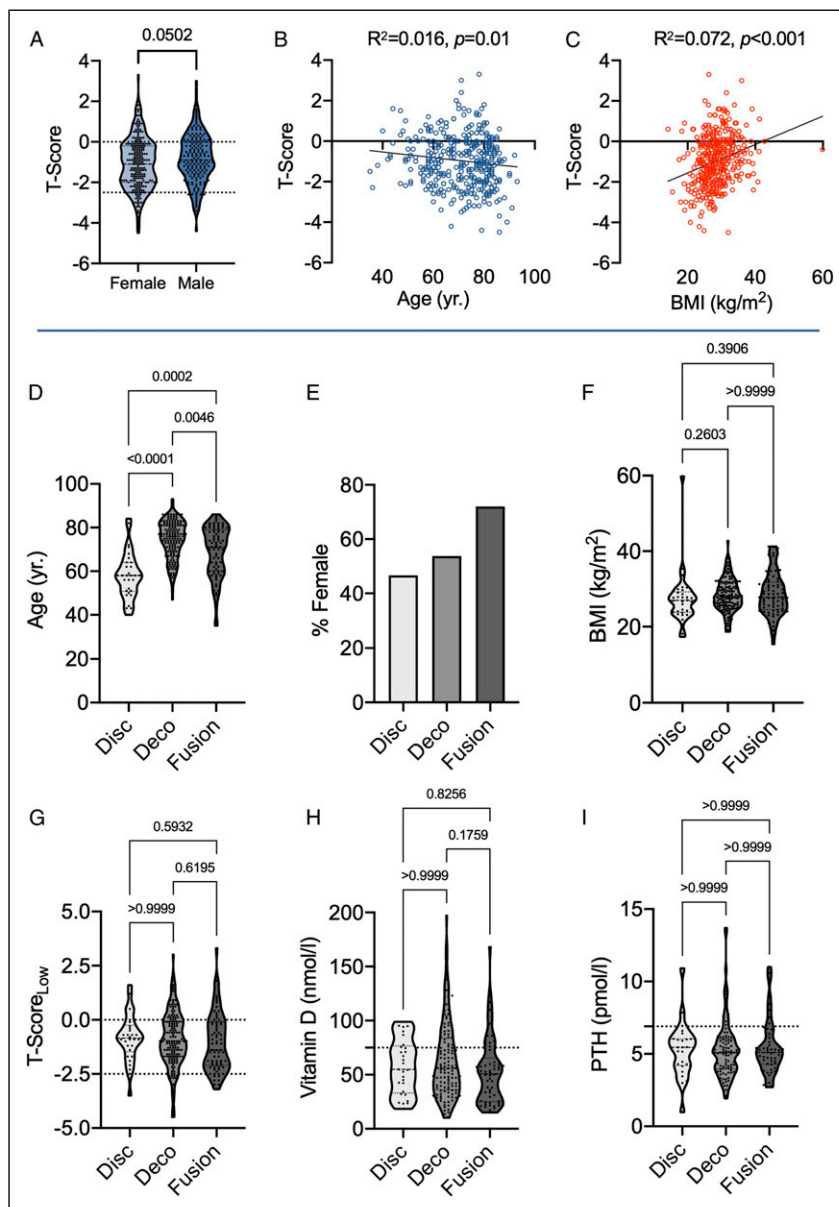 A
0.0502
T-Score
4
2
0
-2
-4
-6
Female Male
B
R²=0.016, p=0.01
T-Score
4
2
0
-2
-4
-6
40 60 80 100
Age (yr.)
C
R²=0.072, p<0.001
T-Score
4
2
0
-2
-4
-6
20 40 60
BMI (kg/m²)
D
0.0002
0.0046
<0.0001
Age (yr.)
100
80
60
40
20
0
Disc Deco Fusion
E
% Female
80
60
40
20
0
Disc Deco Fusion
F
0.3906
>0.9999
0.2603
BMI (kg/m²)
60
40
20
0
Disc Deco Fusion
G
0.5932
0.6195
>0.9999
T-ScoreLow
5.0
2.5
0.0
-2.5
-5.0
Disc Deco Fusion
H
0.8256
0.1759
>0.9999
Vitamin D (nmol/l)
200
150
100
50
0
Disc Deco Fusion
I
>0.9999
>0.9999
>0.9999
PTH (pmol/l)
15
10
5
0
Disc Deco Fusion